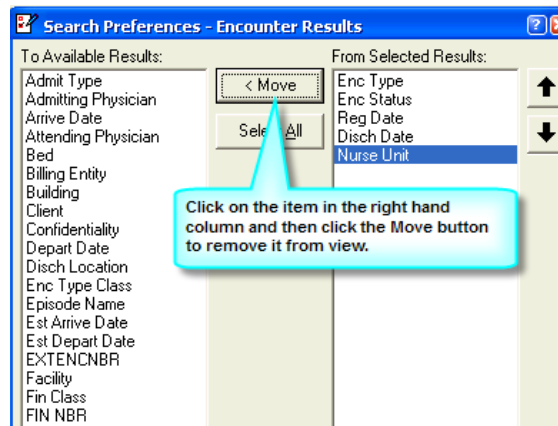 Search Preferences - Encounter Results
To Available Results:
From Selected Results:
Admit Type
Admitting Physician
Arrive Date
Attending Physician
Bed
Billing Entity
Building
Client
Confidentiality
Depart Date
Disch Location
Enc Type Class
Episode Name
Est Arrive Date
Est Depart Date
EXTENCNBR
Facility
Fin Class
FIN NBR
< Move
Select All
Enc Type
Enc Status
Reg Date
Disch Date
Nurse Unit
Click on the item in the right hand
column and then click the Move button
to remove it from view.